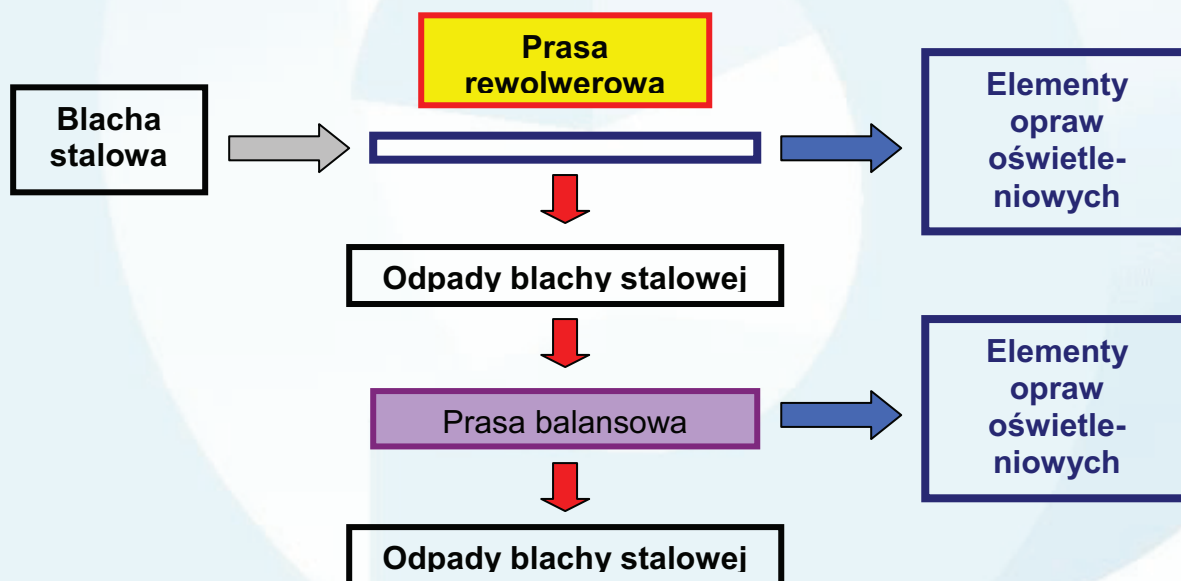 Prasa
rewolwerowa
Blacha
stalowa
Elementy
opraw
oświetle-
niowych
Odpady blachy stalowej
Prasa balansowa
Elementy
opraw
oświetle-
niowych
Odpady blachy stalowej